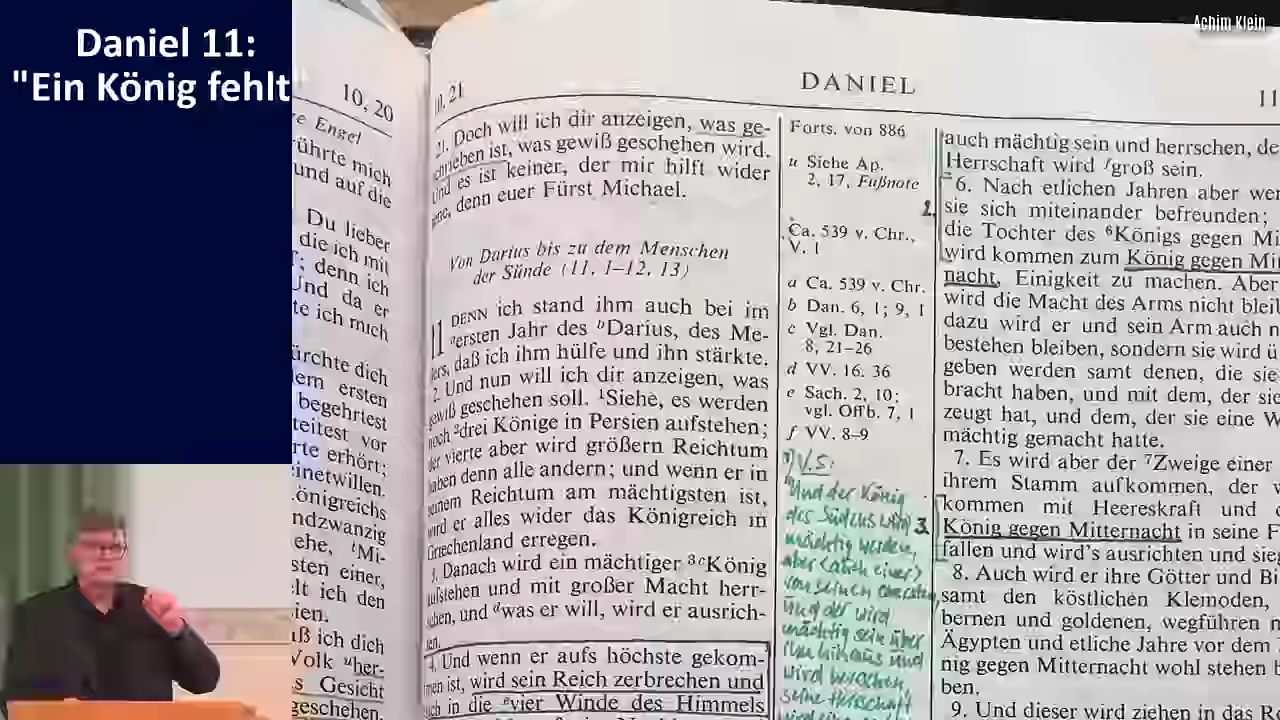 Daniel 11:
"Ein König fehlt"
Achim Klein
10, 20
re Engel
rührte mich
und auf die
Du lieber
die ich mit
; denn ich
Und da er
te ich mich
ürchte dich
dem ersten
begehrtest
teitest vor
rte erhört;
inetwillen.
önigreichs
ndzwanzig
ehe, Mi-
sten einer,
lt ich den
ien.
ß ich dich
Volk her-
s Gesicht
geschehen.
10, 21
DANIEL
11
21. Doch will ich dir anzeigen, was ge-
schrieben ist, was gewiß geschehen wird.
Und es ist keiner, der mir hilft wider
jene, denn euer Fürst Michael.
Von Darius bis zu dem Menschen
der Sünde (11, 1–12, 13)
11 DENN ich stand ihm auch bei im
ersten Jahr des Darius, des Me-
ders, daß ich ihm hülfe und ihn stärkte.
2. Und nun will ich dir anzeigen, was
gewiß geschehen soll. Siehe, es werden
noch drei Könige in Persien aufstehen;
der vierte aber wird größern Reichtum
haben denn alle andern; und wenn er in
seinem Reichtum am mächtigsten ist,
wird er alles wider das Königreich in
Griechenland erregen.
3. Danach wird ein mächtiger König
aufstehen und mit großer Macht herr-
schen, und was er will, wird er ausrich-
ten.
4. Und wenn er aufs höchste gekom-
men ist, wird sein Reich zerbrechen und
sich in die vier Winde des Himmels
Forts. von 886
u Siehe Ap.
2, 17, Fußnote
Ca. 539 v. Chr.,
V. 1
a Ca. 539 v. Chr.
b Dan. 6, 1; 9, 1
c Vgl. Dan.
8, 21–26
d VV. 16. 36
e Sach. 2, 10;
vgl. Offb. 7, 1
f VV. 8–9
V.5:
Und der König
des Südens wird
mächtig werden,
aber (auch einer)
von seinen Obersten,
und der wird
mächtig sein über
ihn hinaus und
wird herrschen,
seine Herrschaft
wird eine
auch mächtig sein und herrschen, de
Herrschaft wird groß sein.
6. Nach etlichen Jahren aber wer
2. sie sich miteinander befreunden;
die Tochter des Königs gegen Mi
wird kommen zum König gegen Mit
nacht, Einigkeit zu machen. Aber
wird die Macht des Arms nicht bleib
dazu wird er und sein Arm auch n
bestehen bleiben, sondern sie wird ü
geben werden samt denen, die sie
bracht haben, und mit dem, der sie
zeugt hat, und dem, der sie eine W
mächtig gemacht hatte.
7. Es wird aber der Zweige einer
ihrem Stamm aufkommen, der w
kommen mit Heereskraft und
3. König gegen Mitternacht in seine F
fallen und wird's ausrichten und sieg
8. Auch wird er ihre Götter und Bi
samt den köstlichen Klemoden,
bernen und goldenen, wegführen n
Ägypten und etliche Jahre vor dem
nig gegen Mitternacht wohl stehen
ben.
9. Und dieser wird ziehen in das R